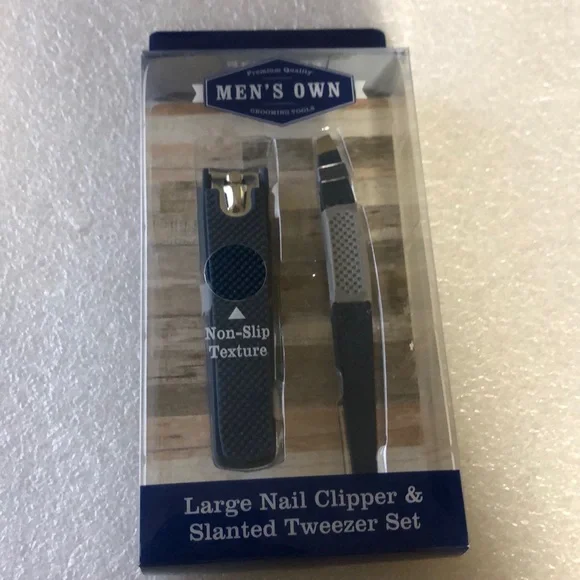 Premium Quality
MEN'S OWN
GROOMING TOOLS
Non-Slip
Texture
Large Nail Clipper &
Slanted Tweezer Set